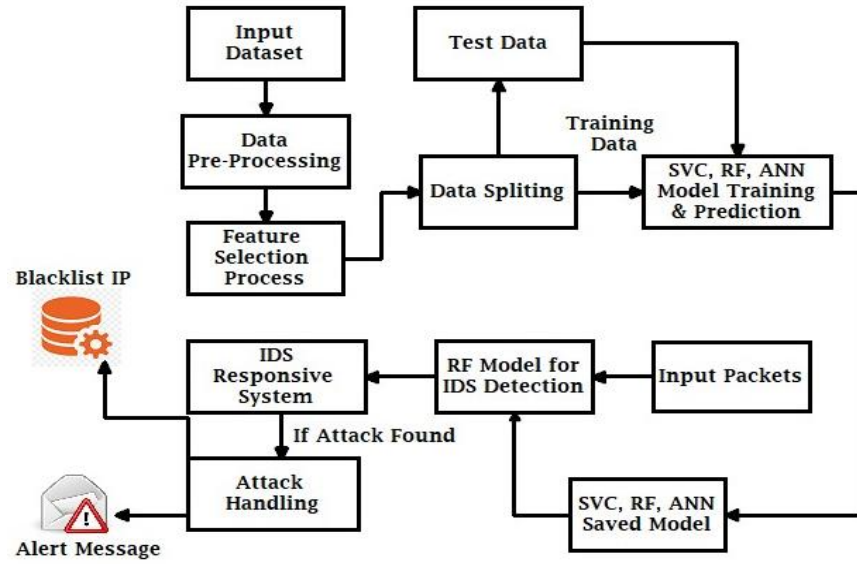 Input
Dataset
Test Data
Data
Pre-Processing
Training
Data
Data Spliting
SVC, RF, ANN
Model Training
& Prediction
Feature
Selection
Process
Blacklist IP
IDS
Responsive
System
RF Model for
IDS Detection
Input Packets
If Attack Found
Attack
Handling
SVC, RF, ANN
Saved Model
Alert Message